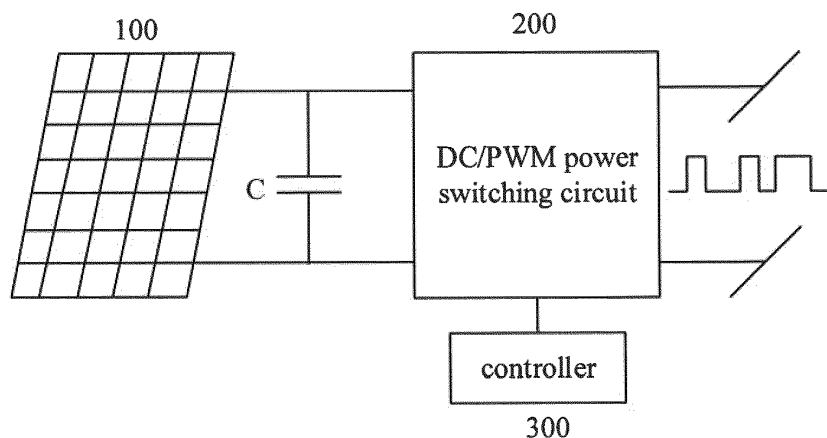 100
200
C
DC/PWM power
switching circuit
controller
300